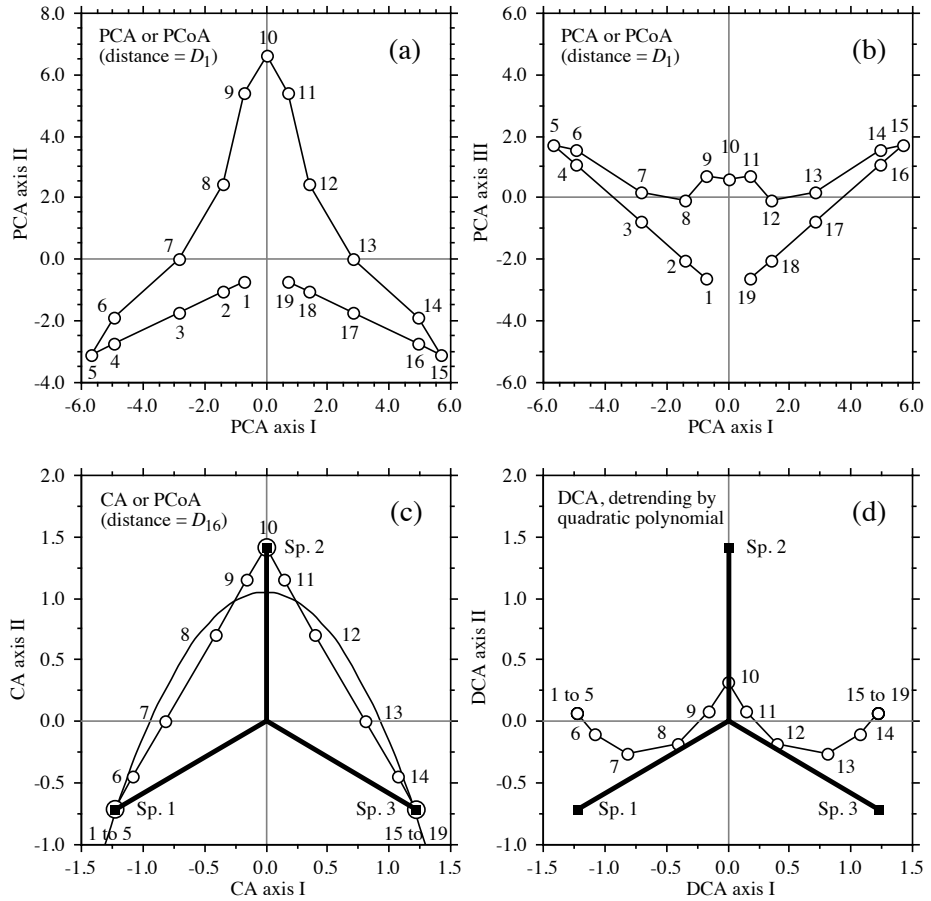 PCA or PCoA
(distance = D1)
(a)
10
9
11
8
12
7
13
6
14
1
19
2
18
3
17
4
16
5
15
8.0
6.0
4.0
2.0
0.0
-2.0
-4.0
PCA axis II
-6.0 -4.0 -2.0 0.0 2.0 4.0 6.0
PCA axis I
PCA or PCoA
(distance = D1)
(b)
5
6
7
9
10
11
13
14
15
4
16
8
12
3
17
2
18
1
19
6.0
4.0
2.0
0.0
-2.0
-4.0
-6.0
PCA axis III
-6.0 -4.0 -2.0 0.0 2.0 4.0 6.0
PCA axis I
CA or PCoA
(distance = D16)
(c)
10
Sp. 2
9
11
8
12
7
13
6
14
Sp. 1
Sp. 3
1 to 5
15 to 19
2.0
1.5
1.0
0.5
0.0
-0.5
-1.0
CA axis II
-1.5 -1.0 -0.5 0.0 0.5 1.0 1.5
CA axis I
DCA, detrending by
quadratic polynomial
(d)
Sp. 2
10
1 to 5
15 to 19
9
11
6
8
12
14
7
13
Sp. 1
Sp. 3
2.0
1.5
1.0
0.5
0.0
-0.5
-1.0
DCA axis II
-1.5 -1.0 -0.5 0.0 0.5 1.0 1.5
DCA axis I